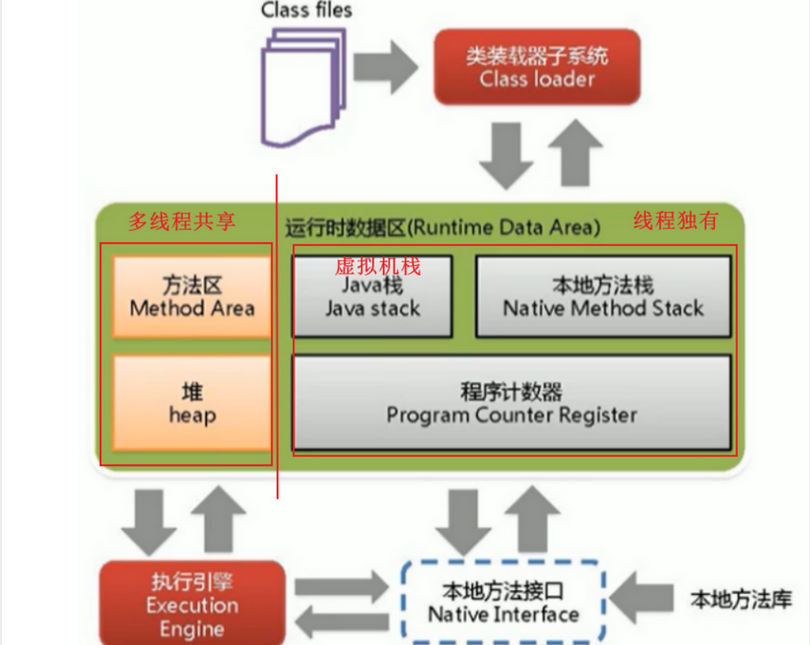 Class files
类装载器子系统
Class loader
多线程共享
运行时数据区(Runtime Data Area)
线程独有
方法区
Method Area
虚拟机栈
Java栈
Java stack
本地方法栈
Native Method Stack
堆
heap
程序计数器
Program Counter Register
执行引擎
Execution
Engine
本地方法接口
Native Interface
本地方法库